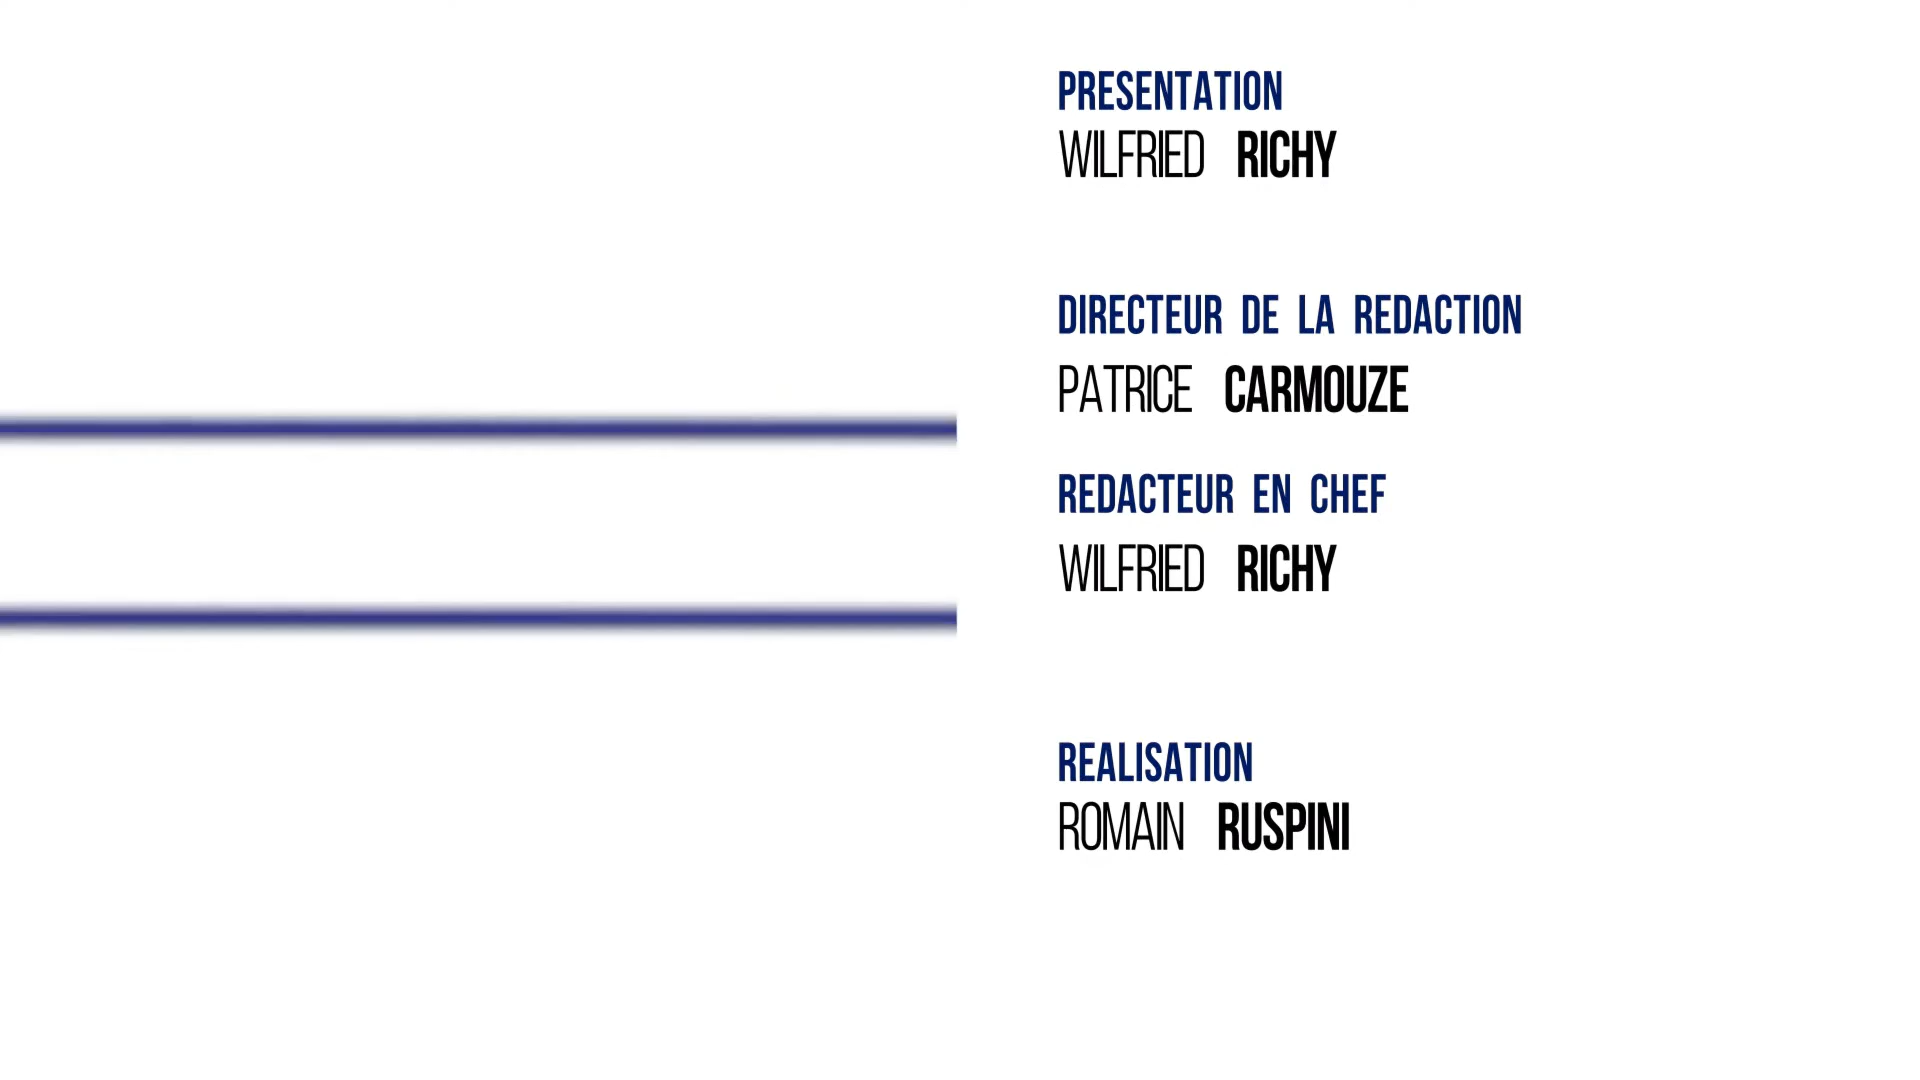 PRESENTATION
WILFRIED RICHY
DIRECTEUR DE LA REDACTION
PATRICE CARMOUZE
REDACTEUR EN CHEF
WILFRIED RICHY
REALISATION
ROMAIN RUSPINI